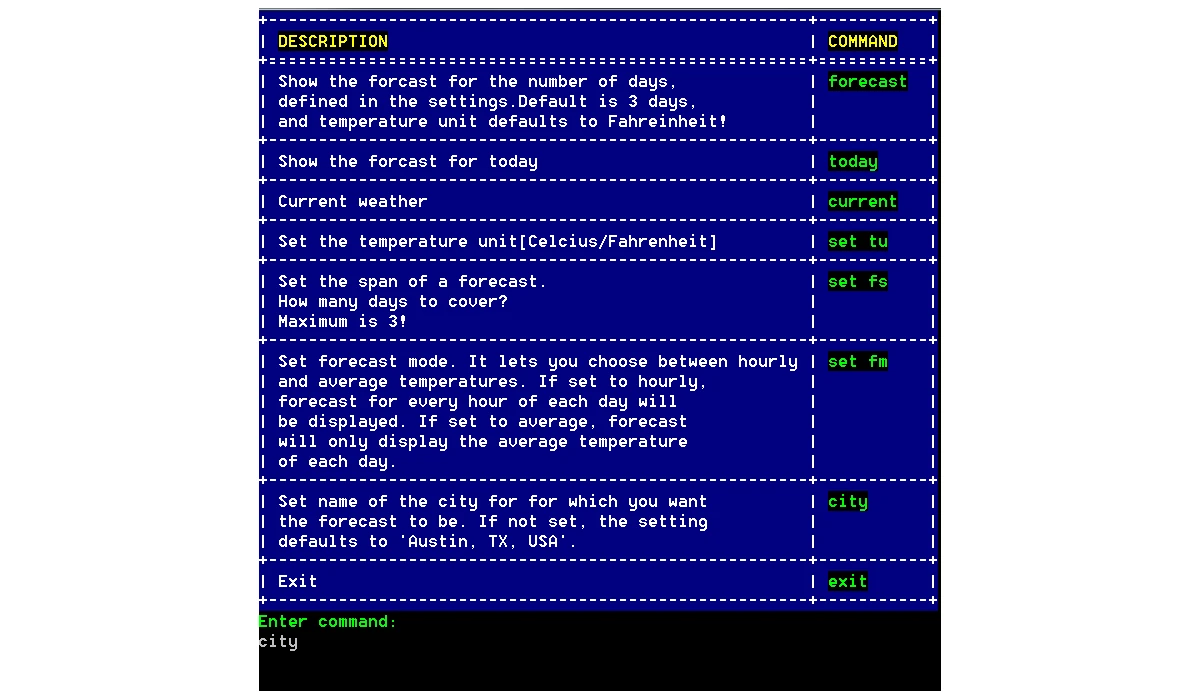 DESCRIPTION COMMAND
Show the forcast for the number of days, forecast
defined in the settings.Default is 3 days,
and temperature unit defaults to Fahreinheit!
Show the forcast for today today
Current weather current
Set the temperature unit[Celcius/Fahrenheit] set tu
Set the span of a forecast. set fs
How many days to cover?
Maximum is 3!
Set forecast mode. It lets you choose between hourly set fm
and average temperatures. If set to hourly,
forecast for every hour of each day will
be displayed. If set to average, forecast
will only display the average temperature
of each day.
Set name of the city for for which you want city
the forecast to be. If not set, the setting
defaults to 'Austin, TX, USA'.
Exit exit
Enter command:
city